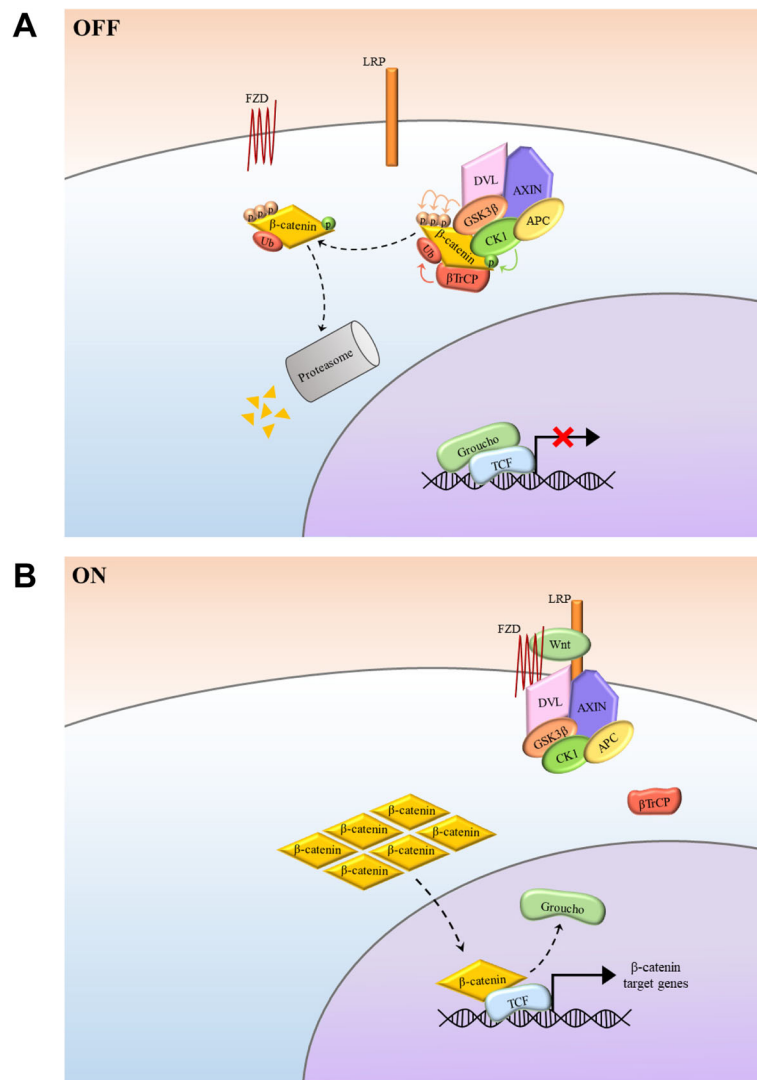 A
OFF
LRP
FZD
DVL
AXIN
GSK3β
APC
CK1
p p p
β-catenin
p
Ub
p p p
β-catenin
Ub
p
βTrCP
Proteasome
Groucho
TCF
B
ON
LRP
FZD
Wnt
DVL
AXIN
GSK3β
APC
CK1
βTrCP
β-catenin
β-catenin
β-catenin
β-catenin
β-catenin
β-catenin
Groucho
β-catenin
TCF
β-catenin
target genes